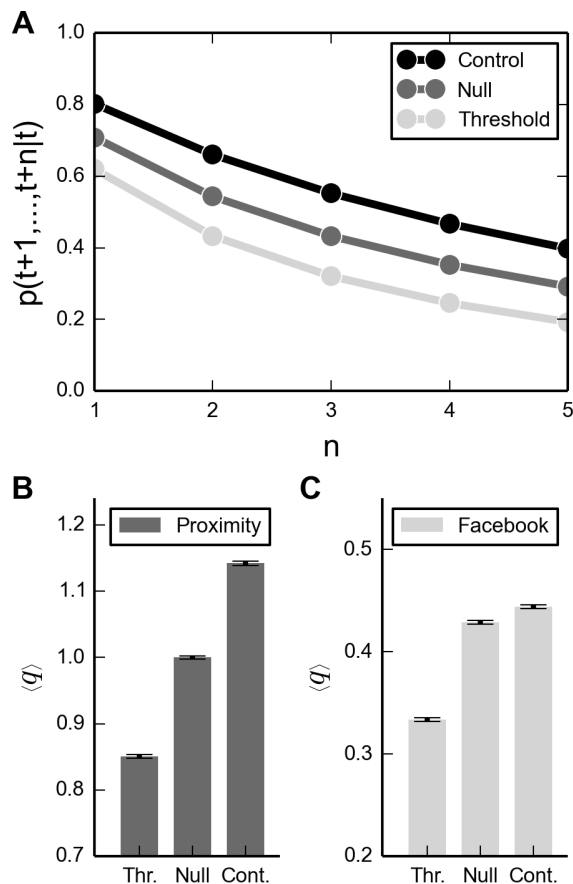 A
p(t+1,...,t+n|t)
1.0
0.8
0.6
0.4
0.2
0.0
Control
Null
Threshold
1 2 3 4 5
n
B
⟨q⟩
1.2
1.1
1.0
0.9
0.8
0.7
Proximity
Thr. Null Cont.
C
⟨q⟩
0.5
0.4
0.3
0.2
Facebook
Thr. Null Cont.